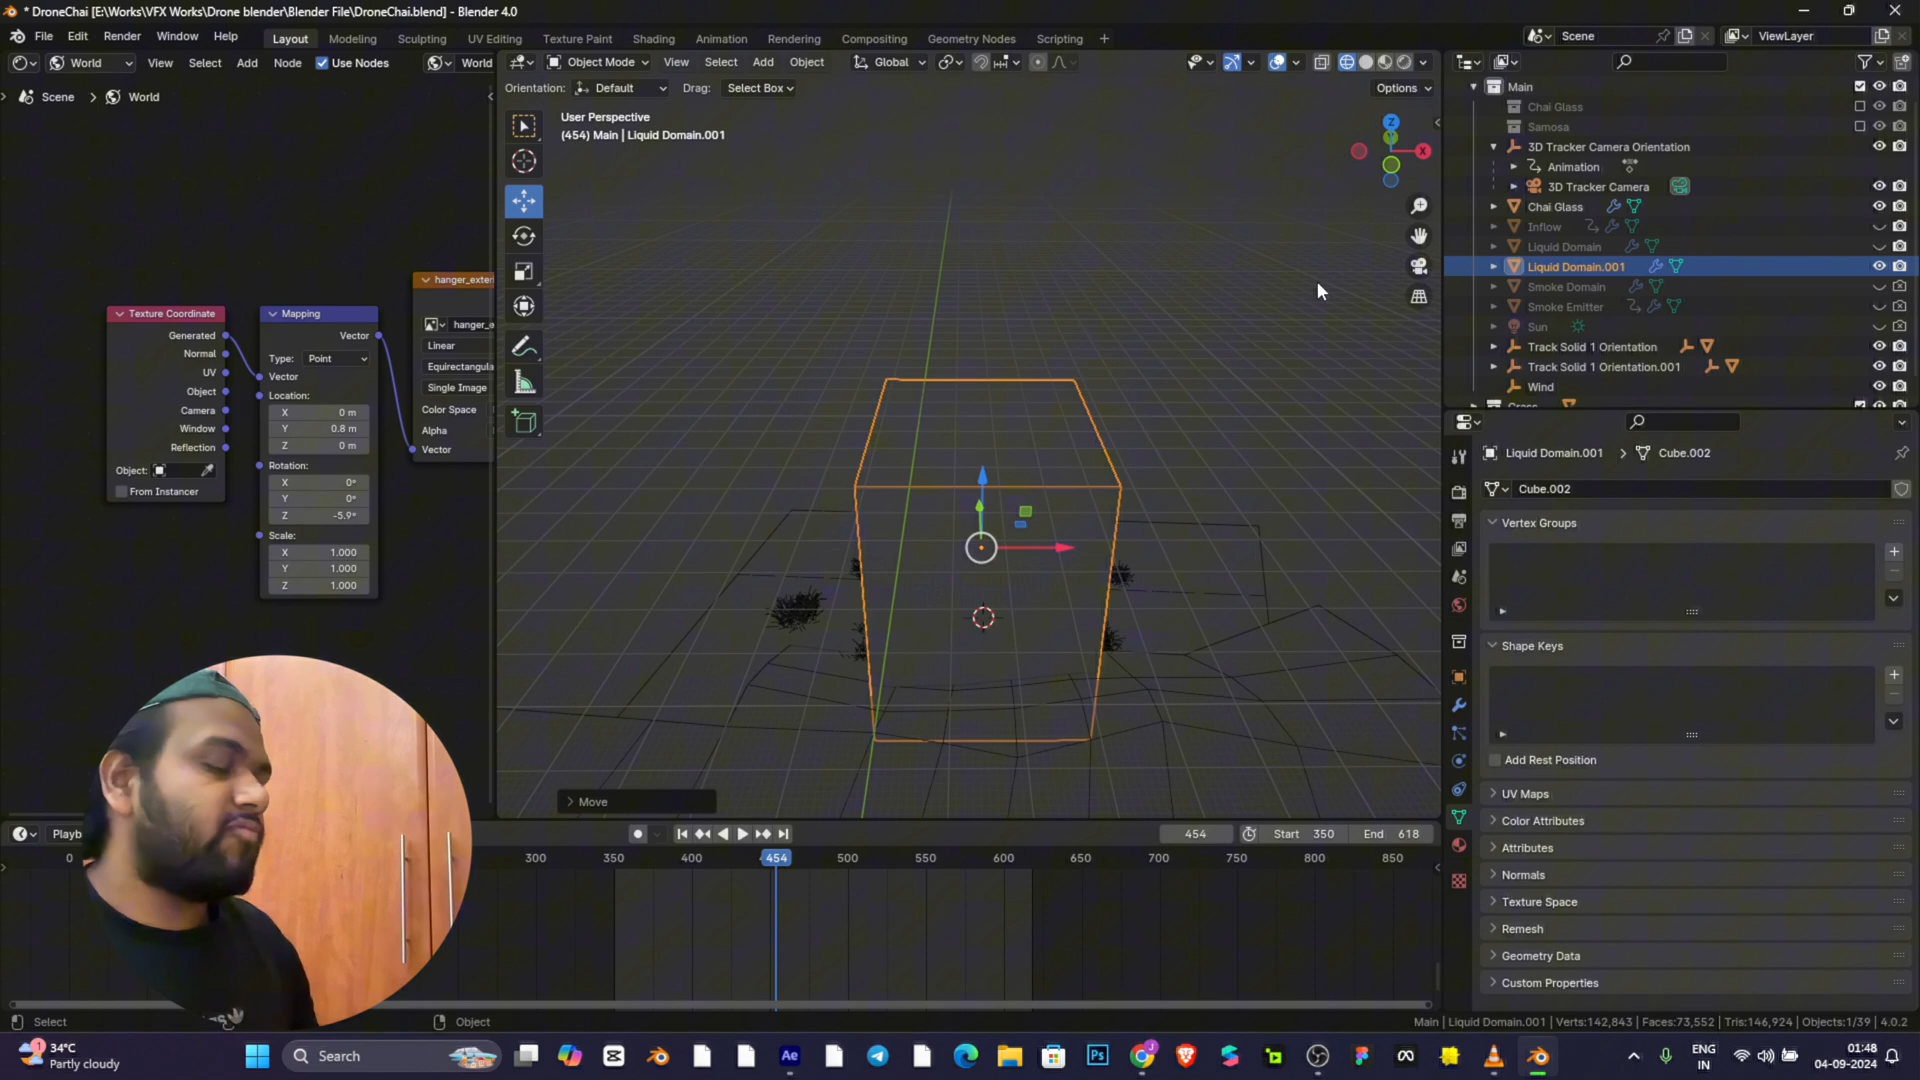 * DroneChai [E:\Works\VFX Works\Drone blender\Blender File\DroneChai.blend] - Blender 4.0
File Edit Render Window Help
Layout Modeling Sculpting UV Editing Texture Paint Shading Animation Rendering Compositing Geometry Nodes Scripting +
Scene ViewLayer
World View Select Add Node Use Nodes World
Object Mode View Select Add Object Global
Scene World
Orientation: Default Drag: Select Box Options
User Perspective
(454) Main | Liquid Domain.001
Z
Y
X
Main
Chai Glass
Samosa
3D Tracker Camera Orientation
Animation
3D Tracker Camera
Chai Glass
Inflow
Liquid Domain
Liquid Domain.001
Smoke Domain
Smoke Emitter
Sun
Track Solid 1 Orientation
Track Solid 1 Orientation.001
Wind
Texture Coordinate
Generated
Normal
UV
Object
Camera
Window
Reflection
Object:
From Instancer
Mapping
Vector
Type: Point
Vector
Location:
X 0 m
Y 0.8 m
Z 0 m
Rotation:
X 0°
Y 0°
Z -5.9°
Scale:
X 1.000
Y 1.000
Z 1.000
hanger_exter
hanger_e
Linear
Equirectangula
Single Image
Color Space
Alpha
Vector
Move
Liquid Domain.001 Cube.002
Cube.002
Vertex Groups
Shape Keys
Add Rest Position
UV Maps
Color Attributes
Attributes
Normals
Texture Space
Remesh
Geometry Data
Custom Properties
Playb
454 Start 350 End 618
0 300 350 400 454 500 550 600 650 700 750 800 850
Select Object
Main | Liquid Domain.001 | Verts:142,843 | Faces:73,552 | Tris:146,924 | Objects:1/39 | 4.0.2
1
34°C
Partly cloudy
Search
Ae
Ps
J
ENG
IN
01:48
04-09-2024